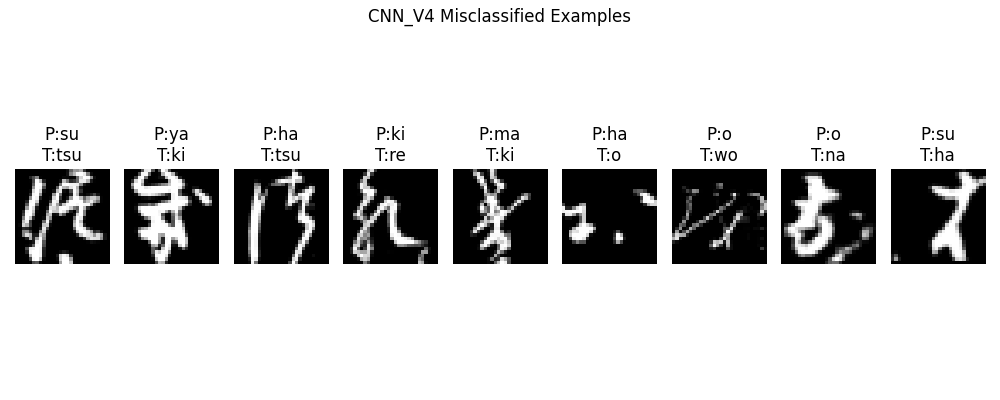 CNN_V4 Misclassified Examples
P:su P:ya P:ha P:ki P:ma P:ha P:o P:o P:su
T:tsu T:ki T:tsu T:re T:ki T:o T:wo T:na T:ha